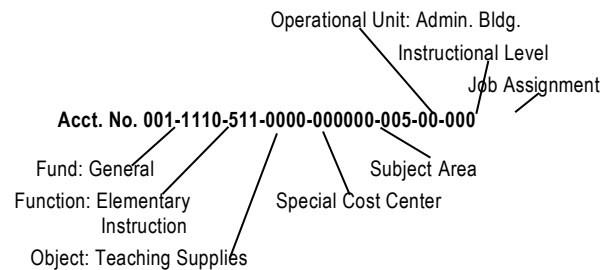 Operational Unit: Admin. Bldg.
Instructional Level
Job Assignment
Acct. No. 001-1110-511-0000-000000-005-00-000
Fund: General
Subject Area
Function: Elementary
Special Cost Center
Instruction
Object: Teaching Supplies